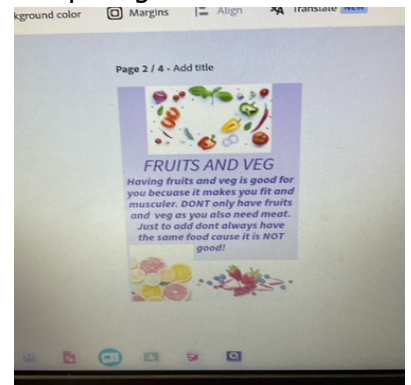 kground color Margins Align Translate NEW
Page 2 / 4 - Add title
FRUITS AND VEG
Having fruits and veg is good for
you becuase it makes you fit and
musculer. DONT only have fruits
and veg as you also need meat.
Just to add dont always have
the same food cause it is NOT
good!